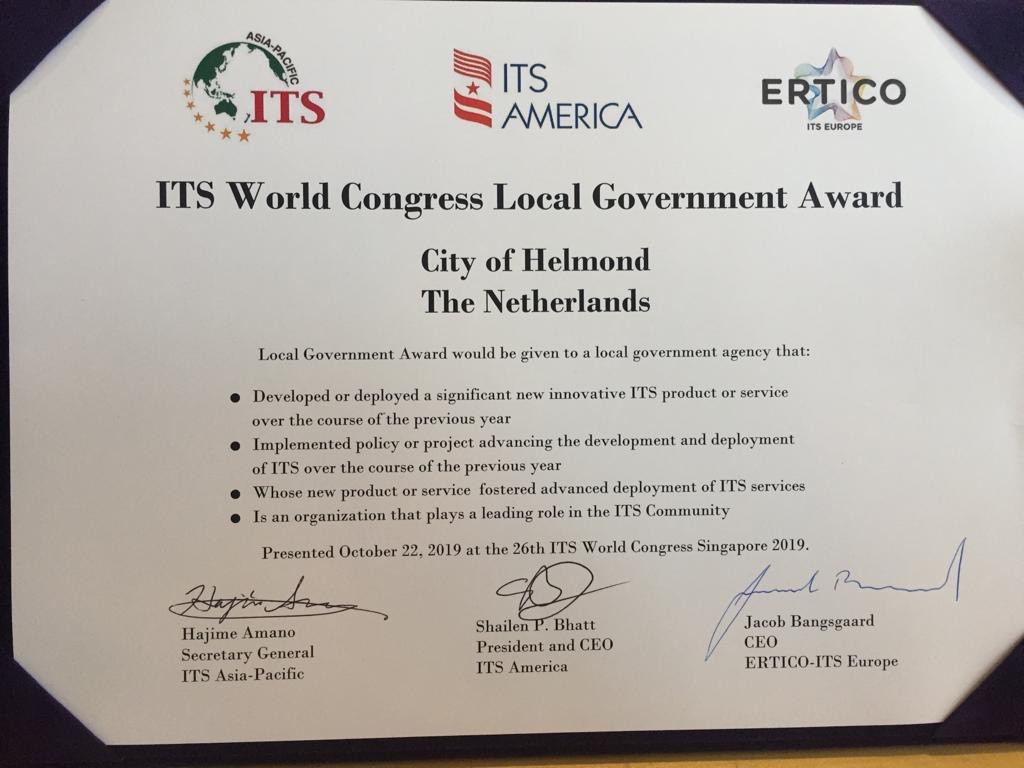 ASIA-PACIFIC
ITS
ITS
AMERICA
ERTICO
ITS EUROPE
ITS World Congress Local Government Award
City of Helmond
The Netherlands
Local Government Award would be given to a local government agency that:
● Developed or deployed a significant new innovative ITS product or service
over the course of the previous year
● Implemented policy or project advancing the development and deployment
of ITS over the course of the previous year
● Whose new product or service fostered advanced deployment of ITS services
● Is an organization that plays a leading role in the ITS Community
Presented October 22, 2019 at the 26th ITS World Congress Singapore 2019.
Hajime Amano
Secretary General
ITS Asia-Pacific
Shailen P. Bhatt
President and CEO
ITS America
Jacob Bangsgaard
CEO
ERTICO-ITS Europe